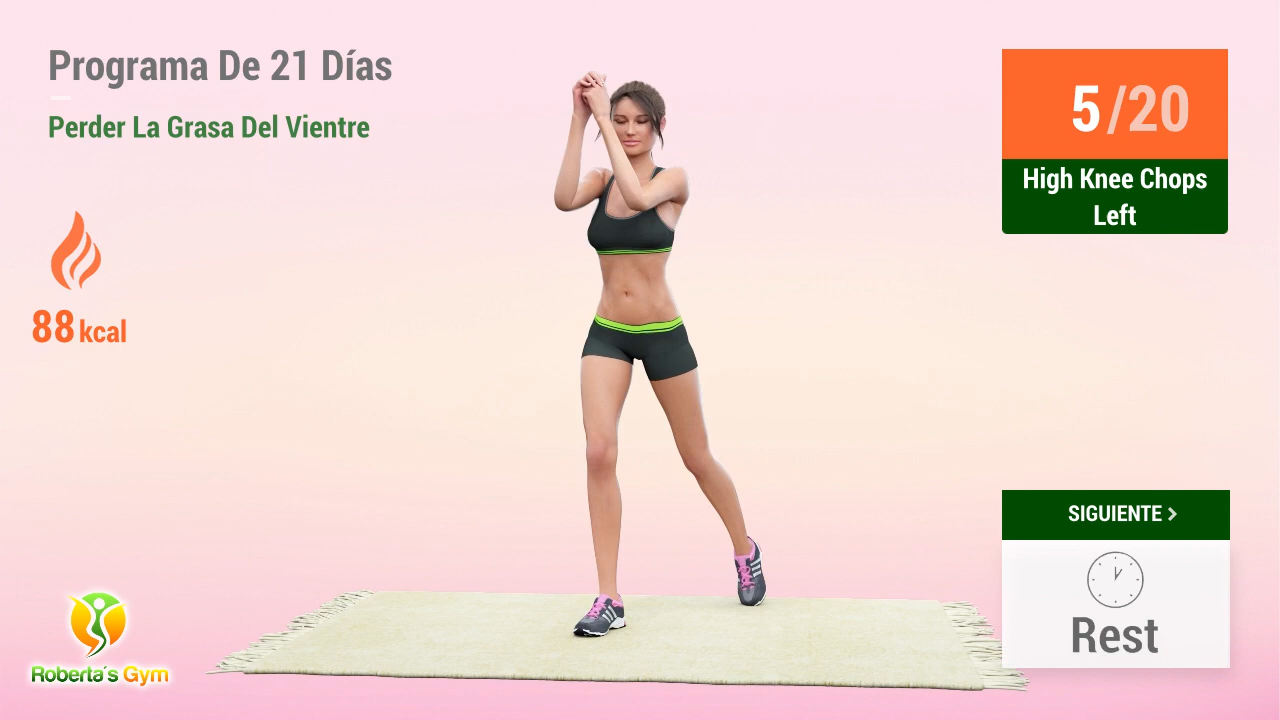 Programa De 21 Días
Perder La Grasa Del Vientre
5/20
High Knee Chops
Left
88 kcal
SIGUIENTE >
Rest
Roberta´s Gym